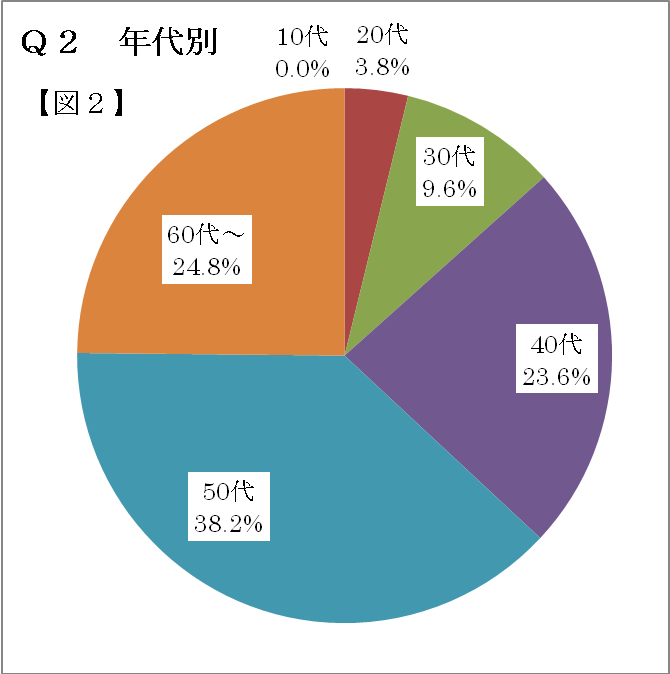 Ｑ２　年代別
【図２】
10代
0.0%
20代
3.8%
30代
9.6%
40代
23.6%
50代
38.2%
60代～
24.8%